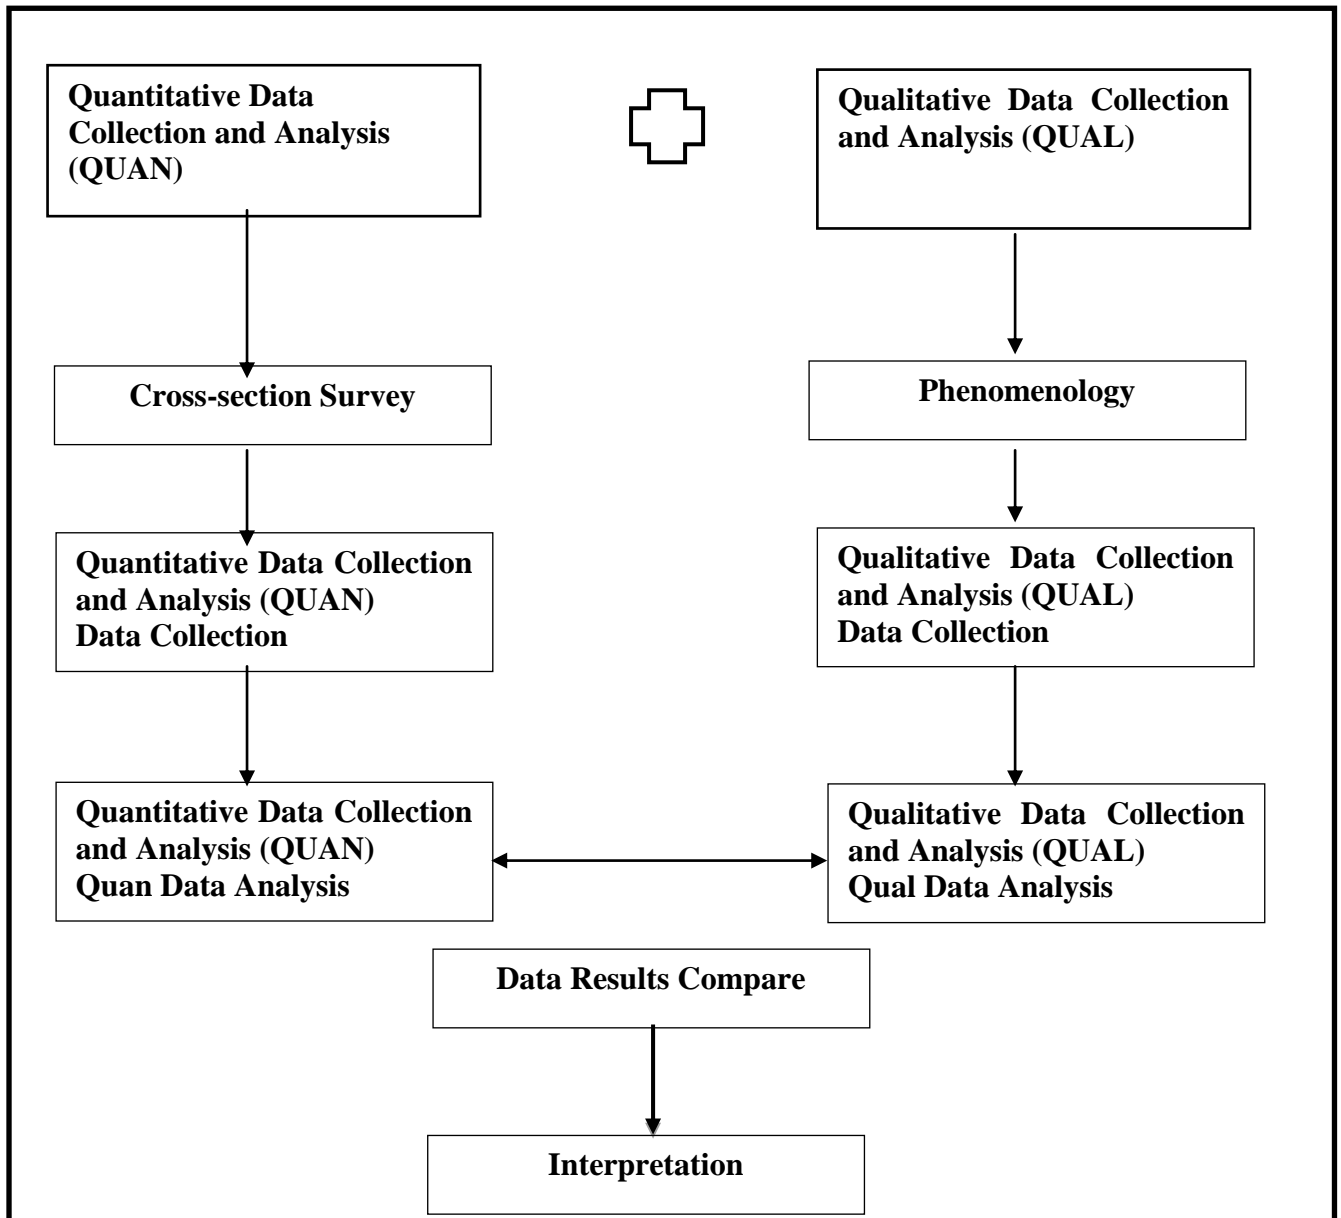 Quantitative Data
Collection and Analysis
(QUAN)
Qualitative Data Collection
and Analysis (QUAL)
Cross-section Survey
Phenomenology
Quantitative Data Collection
and Analysis (QUAN)
Data Collection
Qualitative Data Collection
and Analysis (QUAL)
Data Collection
Quantitative Data Collection
and Analysis (QUAN)
Quan Data Analysis
Qualitative Data Collection
and Analysis (QUAL)
Qual Data Analysis
Data Results Compare
Interpretation